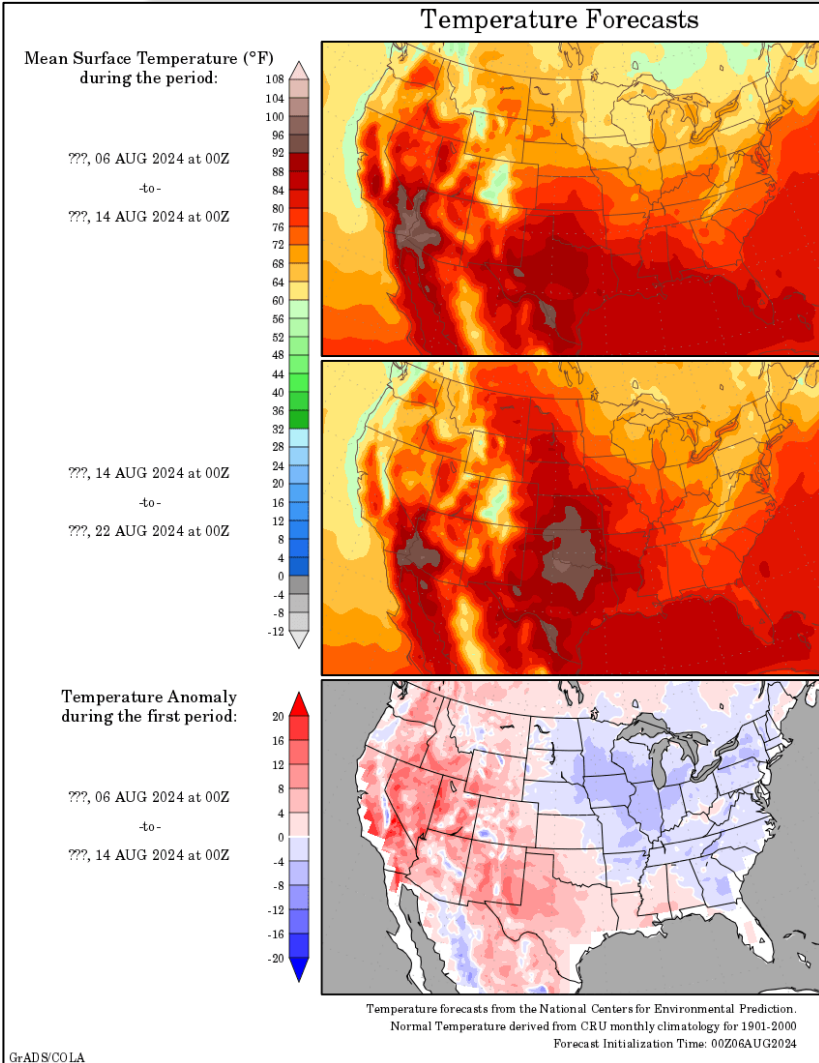 Temperature Forecasts
Mean Surface Temperature (°F)
during the period:
108
104
100
96
92
88
84
80
76
72
68
64
60
56
52
48
44
40
36
32
28
24
20
16
12
8
4
0
-4
-8
-12
???, 06 AUG 2024 at 00Z
-to-
???, 14 AUG 2024 at 00Z
???, 14 AUG 2024 at 00Z
-to-
???, 22 AUG 2024 at 00Z
Temperature Anomaly
during the first period:
20
16
12
8
4
0
-4
-8
-12
-16
-20
???, 06 AUG 2024 at 00Z
-to-
???, 14 AUG 2024 at 00Z
Temperature forecasts from the National Centers for Environmental Prediction.
Normal Temperature derived from CRU monthly climatology for 1901-2000
Forecast Initialization Time: 00Z06AUG2024
GrADS/COLA